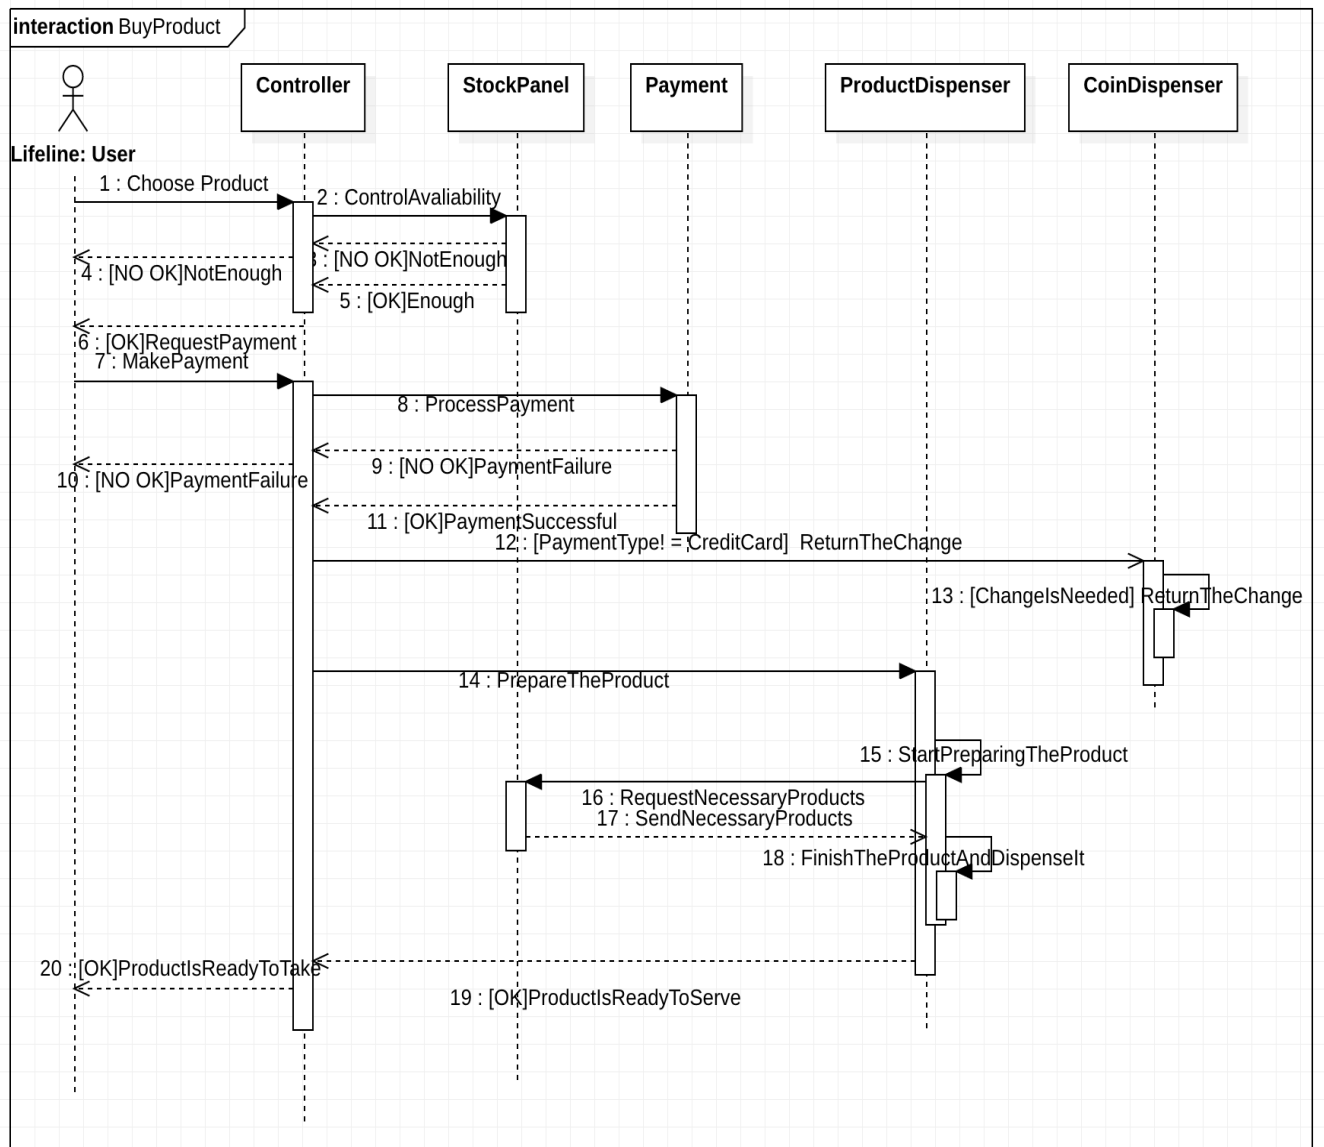 interaction BuyProduct
Controller
StockPanel
Payment
ProductDispenser
CoinDispenser
Lifeline: User
1 : Choose Product
2 : ControlAvaliability
3 : [NO OK]NotEnough
4 : [NO OK]NotEnough
5 : [OK]Enough
6 : [OK]RequestPayment
7 : MakePayment
8 : ProcessPayment
9 : [NO OK]PaymentFailure
10 : [NO OK]PaymentFailure
11 : [OK]PaymentSuccessful
12 : [PaymentType! = CreditCard]  ReturnTheChange
13 : [ChangeIsNeeded] ReturnTheChange
14 : PrepareTheProduct
15 : StartPreparingTheProduct
16 : RequestNecessaryProducts
17 : SendNecessaryProducts
18 : FinishTheProductAndDispenseIt
20 : [OK]ProductIsReadyToTake
19 : [OK]ProductIsReadyToServe